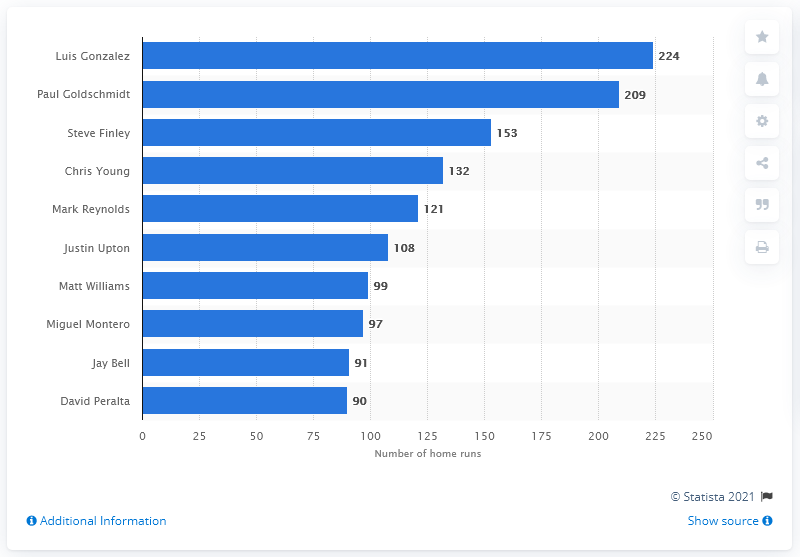 Luis Gonzalez 224
Paul Goldschmidt 209
Steve Finley 153
Chris Young 132
Mark Reynolds 121
Justin Upton 108
Matt Williams 99
Miguel Montero 97
Jay Bell 91
David Peralta 90
0 25 50 75 100 125 150 175 200 225 250
Number of home runs
© Statista 2021
Additional Information Show source